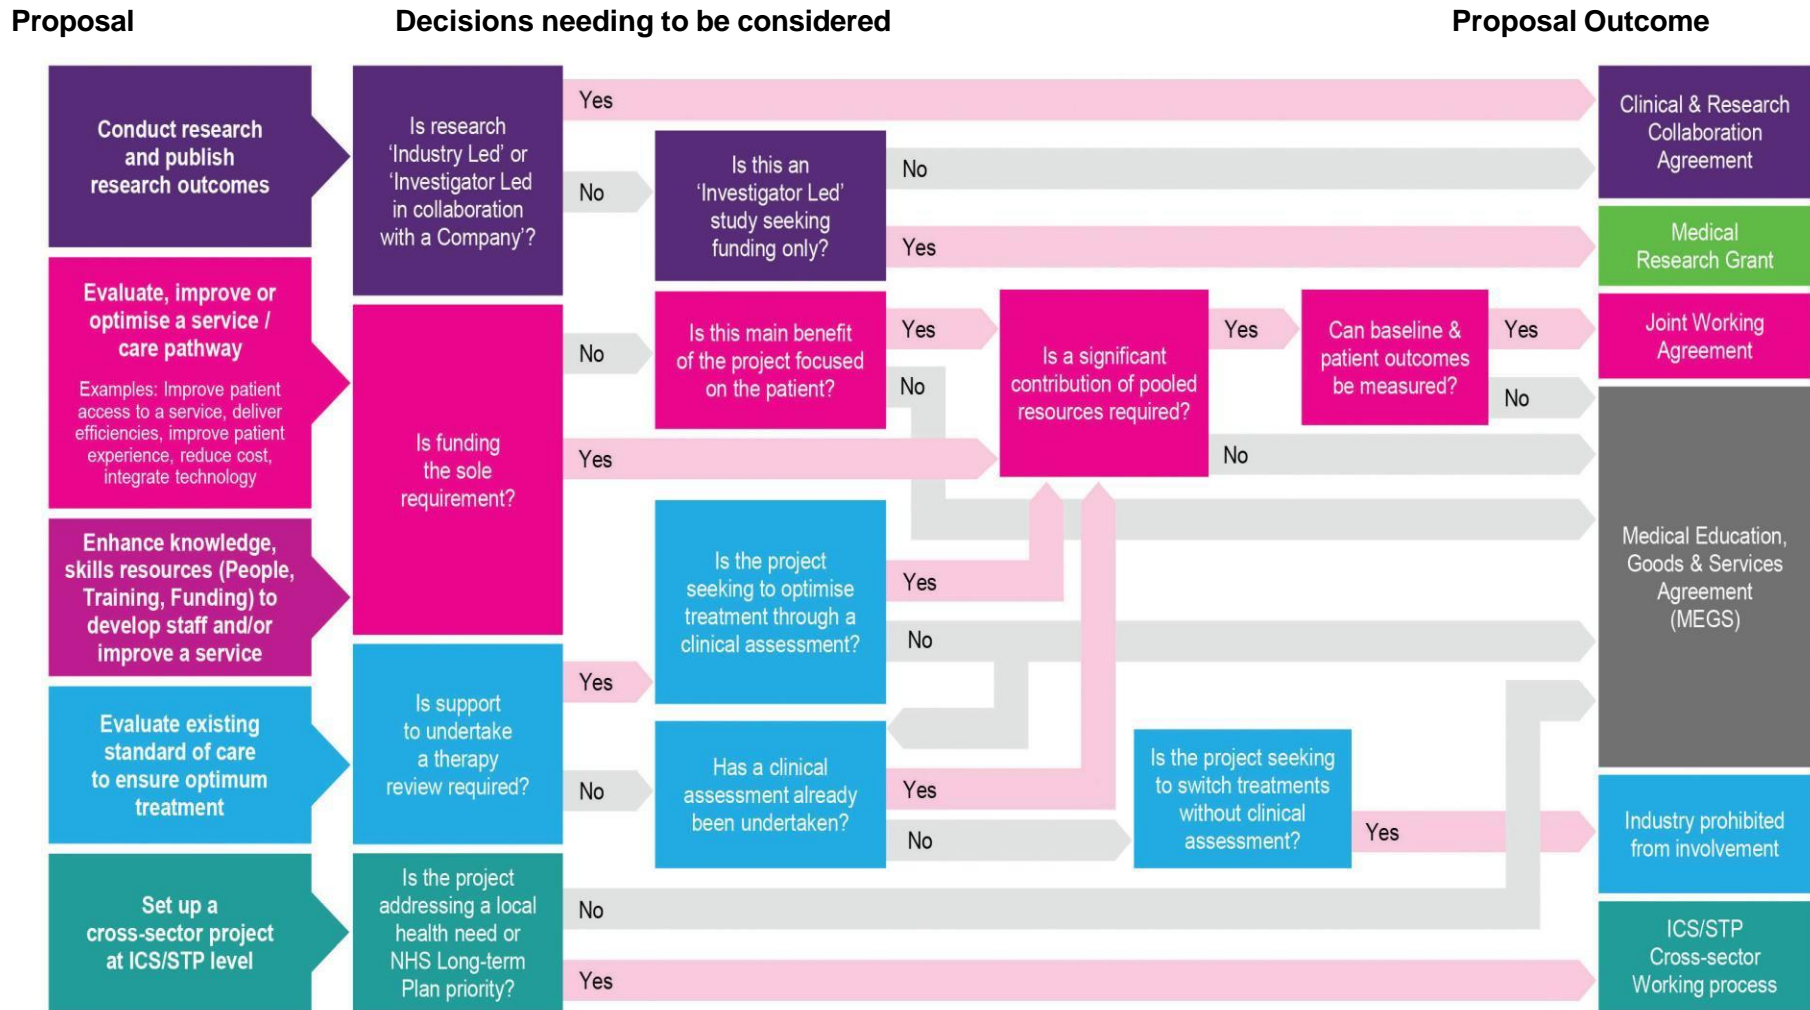 Proposal
Decisions needing to be considered
Proposal Outcome
Conduct research
and publish
research outcomes
Is research
‘Industry Led’ or
‘Investigator Led
in collaboration
with a Company’?
Yes
No
Is this an
‘Investigator Led’
study seeking
funding only?
No
Yes
Clinical & Research
Collaboration
Agreement
Medical
Research Grant
Evaluate, improve or
optimise a service /
care pathway
Examples: Improve patient
access to a service, deliver
efficiencies, improve patient
experience, reduce cost,
integrate technology
Enhance knowledge,
skills resources (People,
Training, Funding) to
develop staff and/or
improve a service
Is funding
the sole
requirement?
No
Yes
Is this main benefit
of the project focused
on the patient?
Yes
No
Is a significant
contribution of pooled
resources required?
Yes
No
Can baseline &
patient outcomes
be measured?
Yes
No
Joint Working
Agreement
Medical Education,
Goods & Services
Agreement
(MEGS)
Evaluate existing
standard of care
to ensure optimum
treatment
Is support
to undertake
a therapy
review required?
Yes
No
Is the project
seeking to optimise
treatment through a
clinical assessment?
Yes
No
Has a clinical
assessment already
been undertaken?
Yes
No
Is the project seeking
to switch treatments
without clinical
assessment?
Yes
Industry prohibited
from involvement
Set up a
cross-sector project
at ICS/STP level
Is the project
addressing a local
health need or
NHS Long-term
Plan priority?
No
Yes
ICS/STP
Cross-sector
Working process